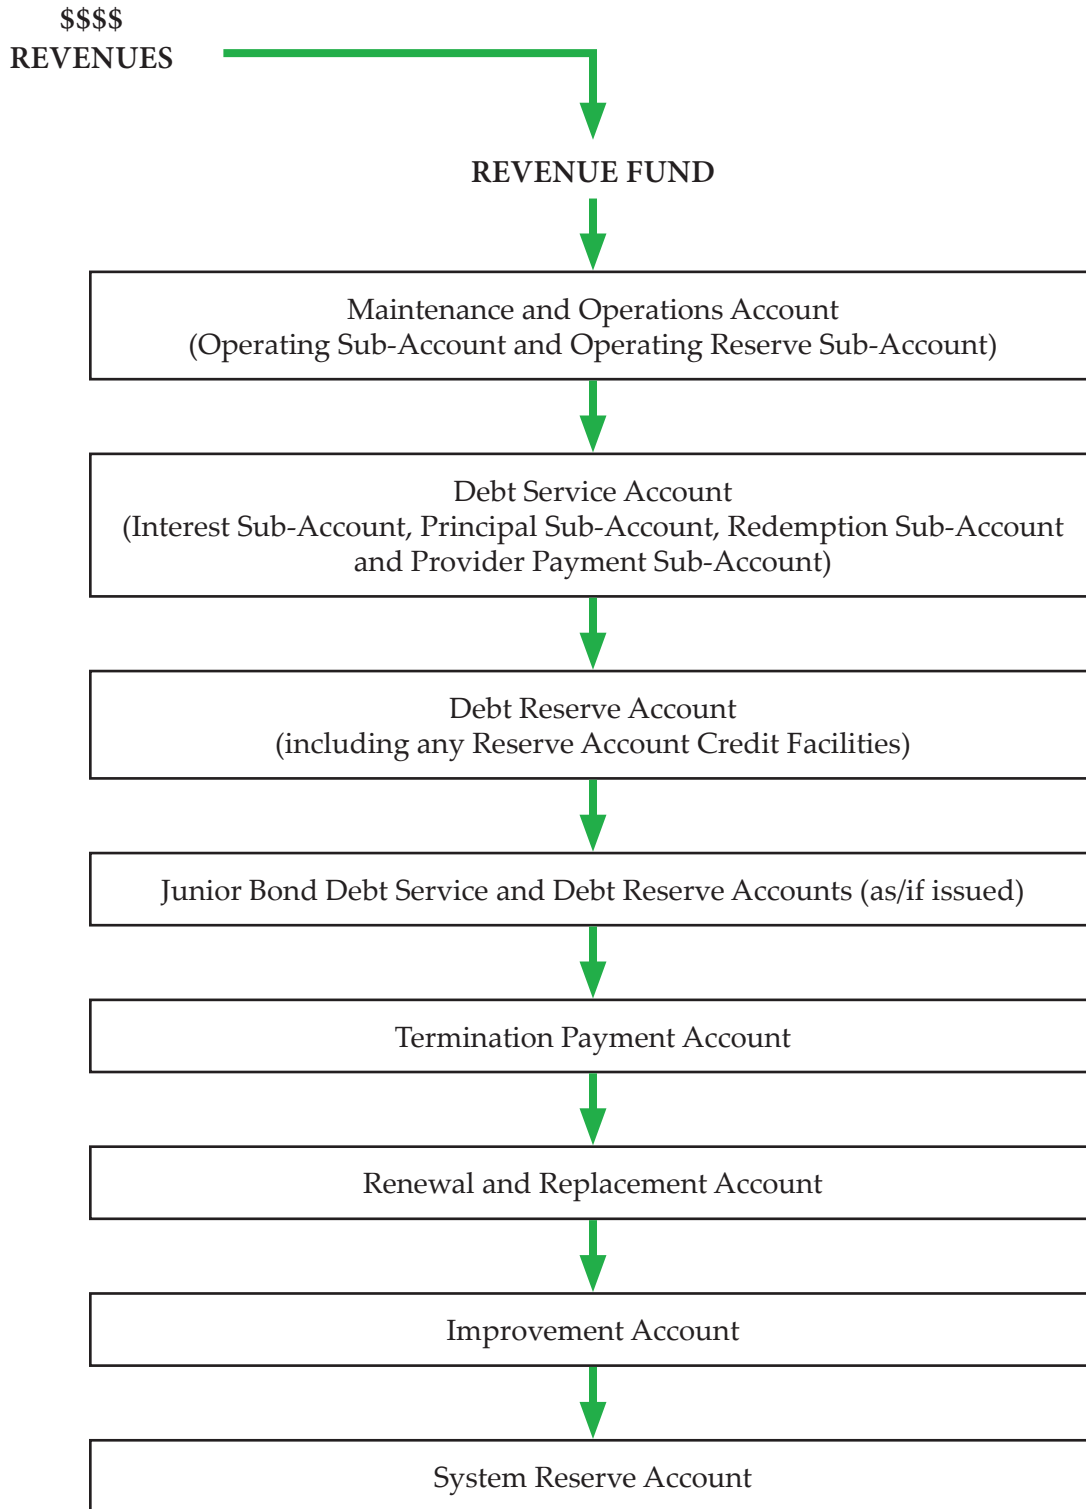 $$$$
REVENUES
REVENUE FUND
Maintenance and Operations Account
(Operating Sub-Account and Operating Reserve Sub-Account)
Debt Service Account
(Interest Sub-Account, Principal Sub-Account, Redemption Sub-Account
and Provider Payment Sub-Account)
Debt Reserve Account
(including any Reserve Account Credit Facilities)
Junior Bond Debt Service and Debt Reserve Accounts (as/if issued)
Termination Payment Account
Renewal and Replacement Account
Improvement Account
System Reserve Account